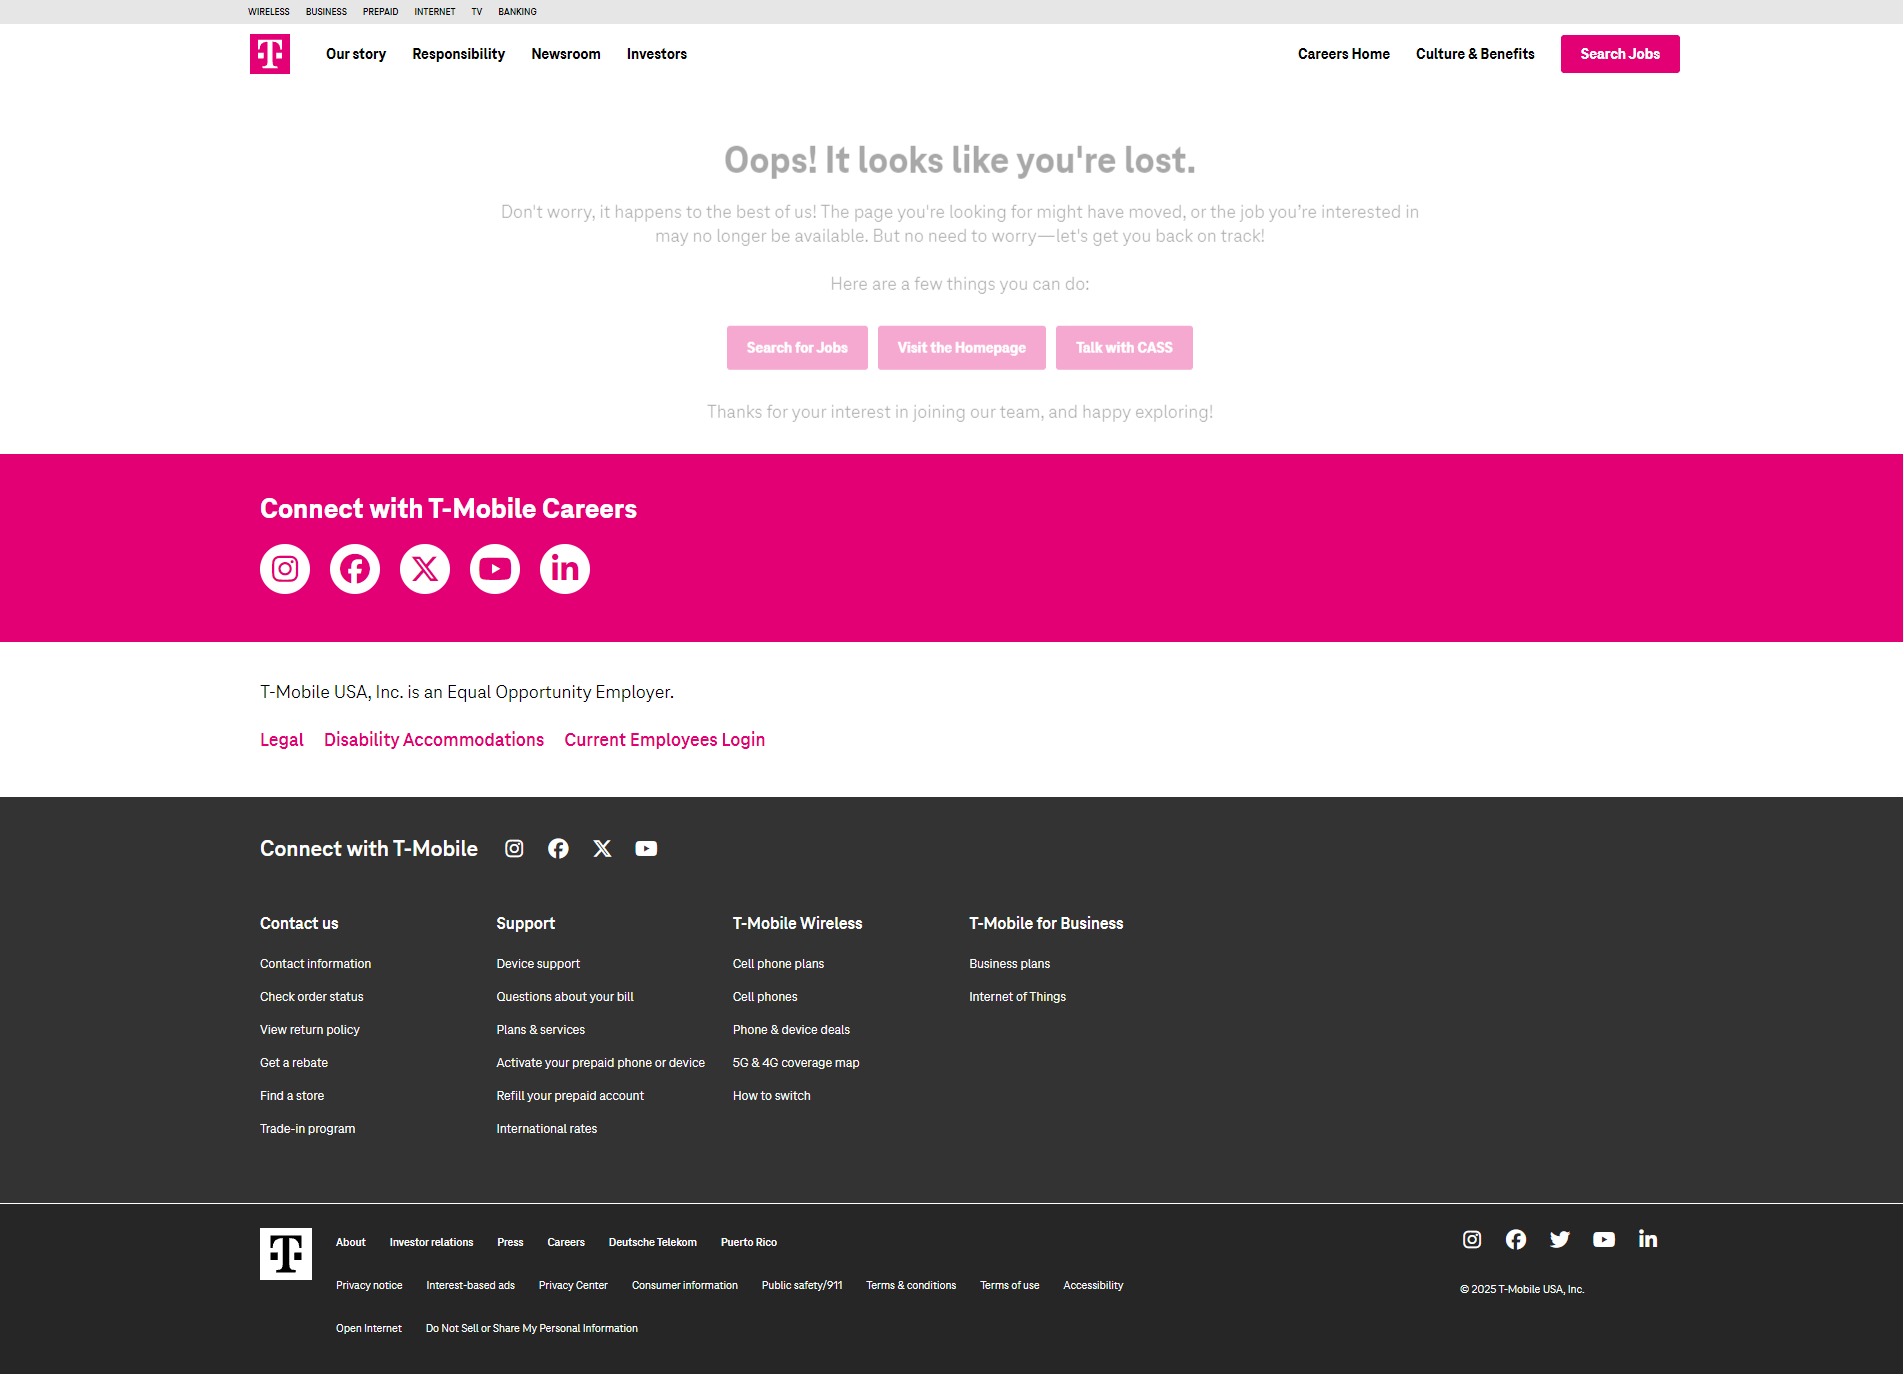 WIRELESS BUSINESS PREPAID INTERNET TV BANKING
T Our story Responsibility Newsroom Investors Careers Home Culture & Benefits Search Jobs
Oops! It looks like you're lost.
Don't worry, it happens to the best of us! The page you're looking for might have moved, or the job you’re interested in
may no longer be available. But no need to worry—let's get you back on track!
Here are a few things you can do:
Search for Jobs Visit the Homepage Talk with CASS
Thanks for your interest in joining our team, and happy exploring!
Connect with T-Mobile Careers
T-Mobile USA, Inc. is an Equal Opportunity Employer.
Legal Disability Accommodations Current Employees Login
Connect with T-Mobile
Contact us Support T-Mobile Wireless T-Mobile for Business
Contact information Device support Cell phone plans Business plans
Check order status Questions about your bill Cell phones Internet of Things
View return policy Plans & services Phone & device deals
Get a rebate Activate your prepaid phone or device 5G & 4G coverage map
Find a store Refill your prepaid account How to switch
Trade-in program International rates
T About Investor relations Press Careers Deutsche Telekom Puerto Rico
Privacy notice Interest-based ads Privacy Center Consumer information Public safety/911 Terms & conditions Terms of use Accessibility
© 2025 T-Mobile USA, Inc.
Open Internet Do Not Sell or Share My Personal Information